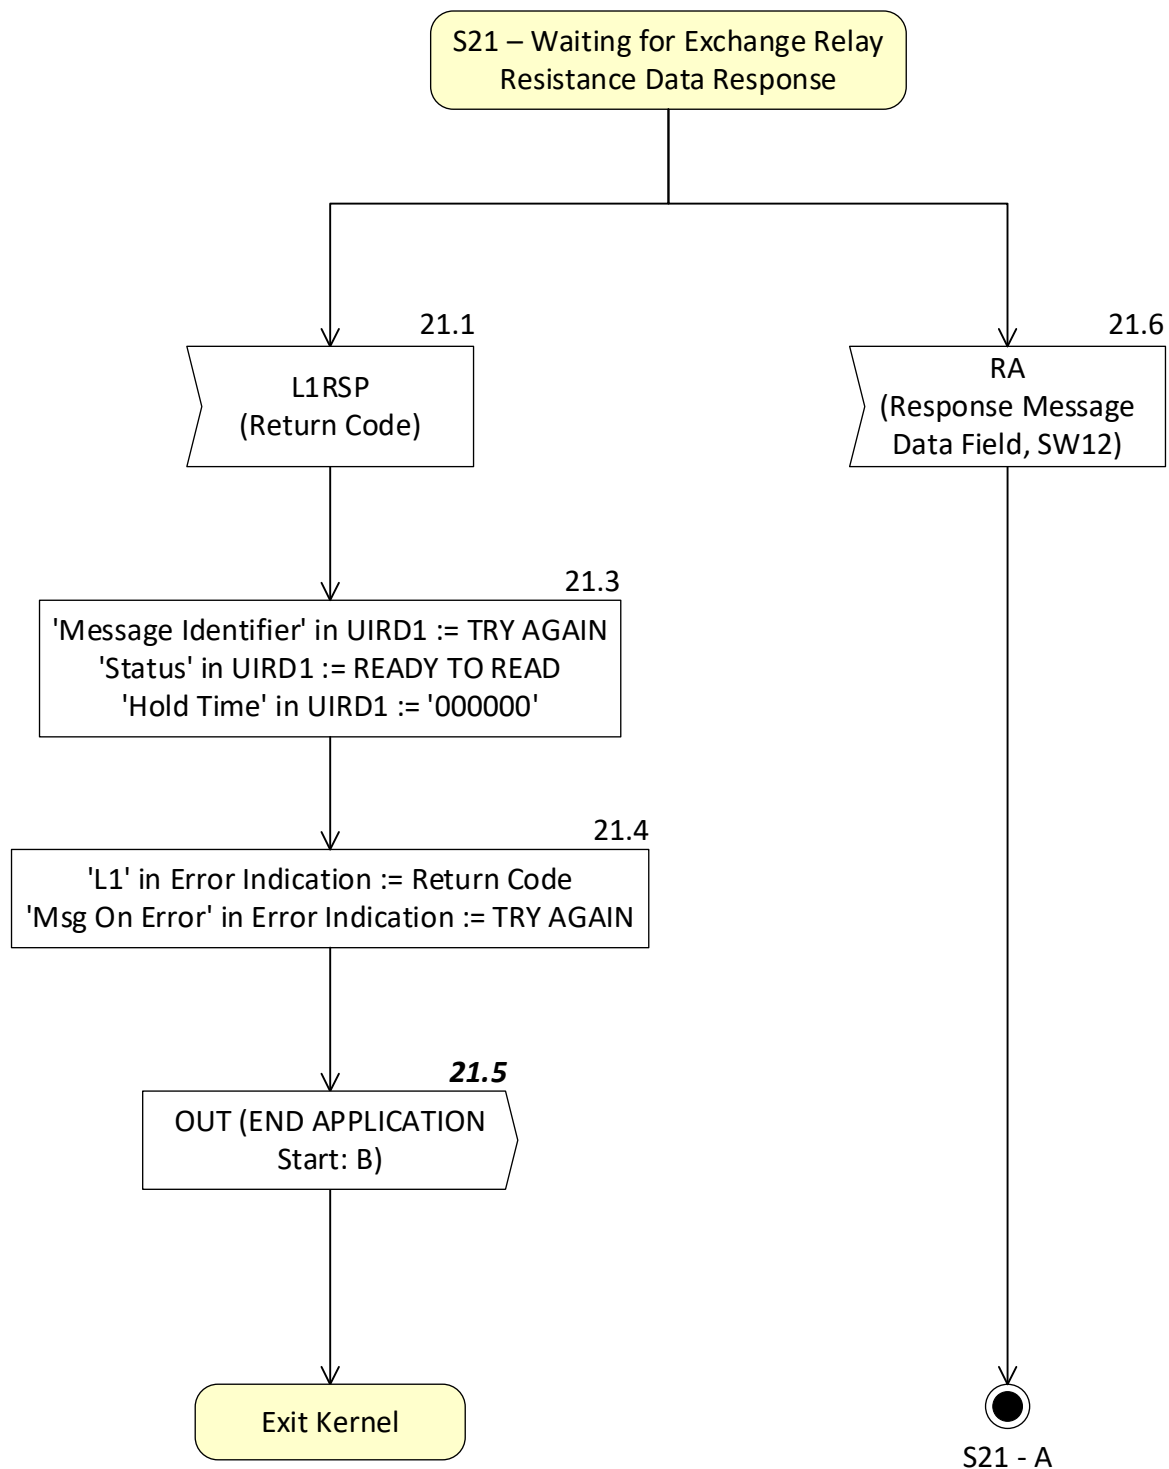 S21 – Waiting for Exchange Relay
Resistance Data Response
21.1
L1RSP
(Return Code)
21.3
'Message Identifier' in UIRD1 := TRY AGAIN
'Status' in UIRD1 := READY TO READ
'Hold Time' in UIRD1 := '000000'
21.4
'L1' in Error Indication := Return Code
'Msg On Error' in Error Indication := TRY AGAIN
21.5
OUT (END APPLICATION
Start: B)
Exit Kernel
21.6
RA
(Response Message
Data Field, SW12)
S21 - A